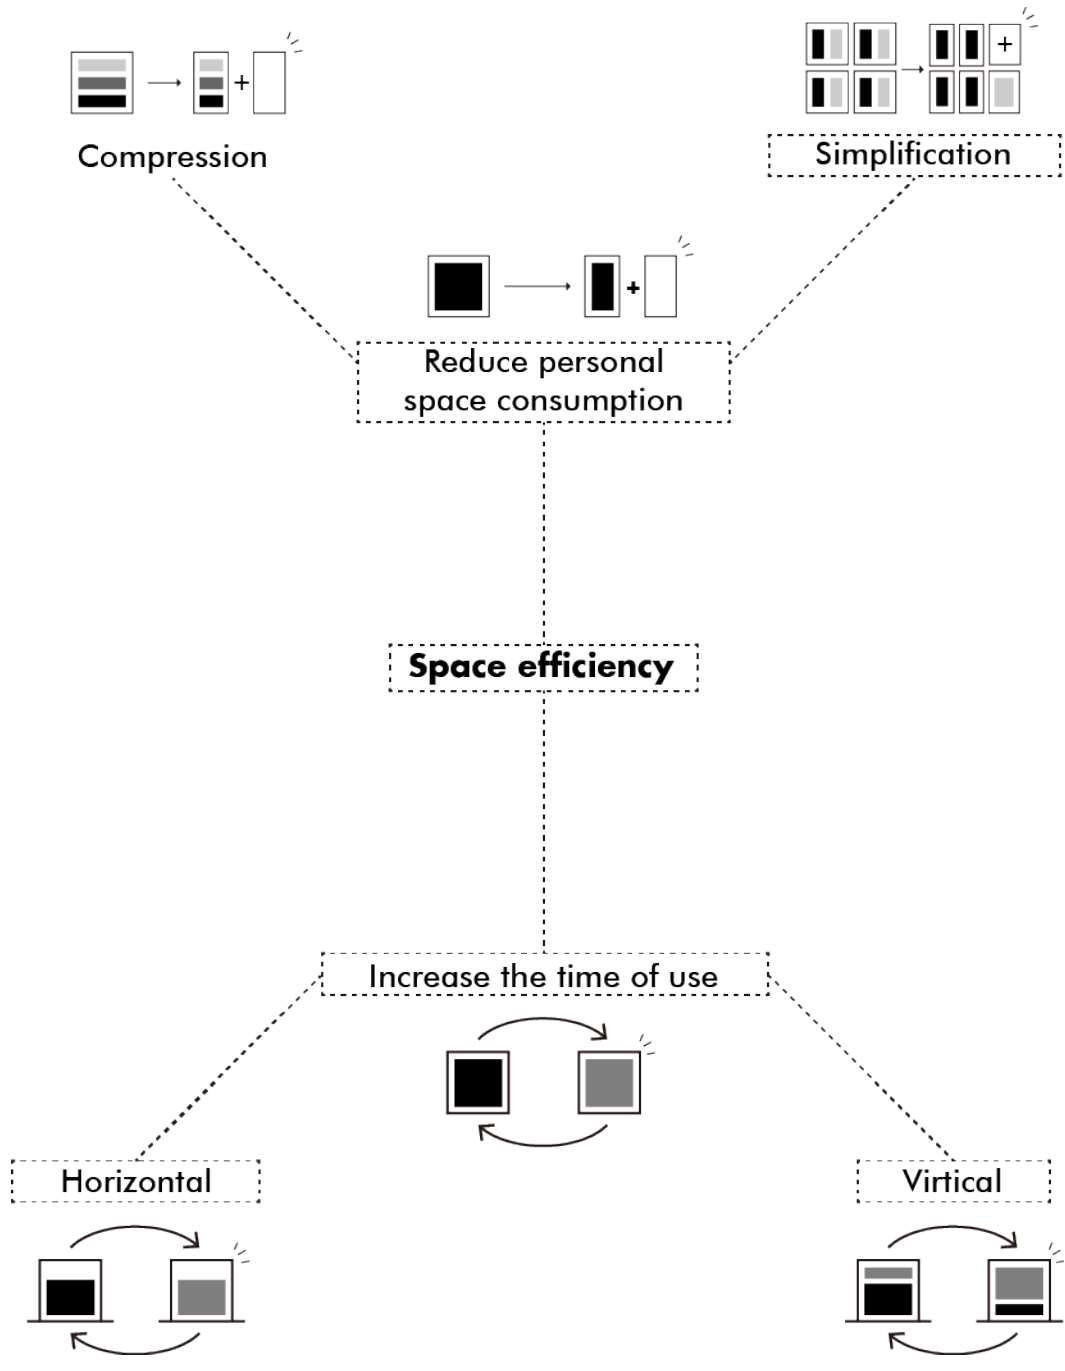 Compression
Simplification
Reduce personal
space consumption
Space efficiency
Increase the time of use
Horizontal
Virtical